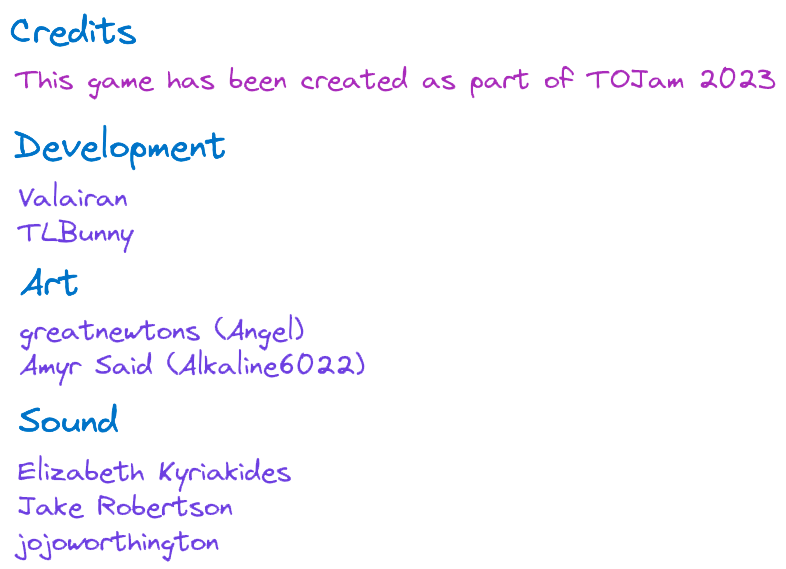 Credits
This game has been created as part of TOJam 2023
Development
Valairan
TLBunny
Art
greatnewtons (Angel)
Amyr Said (Alkaline6022)
Sound
Elizabeth Kyriakides
Jake Robertson
jojoworthington